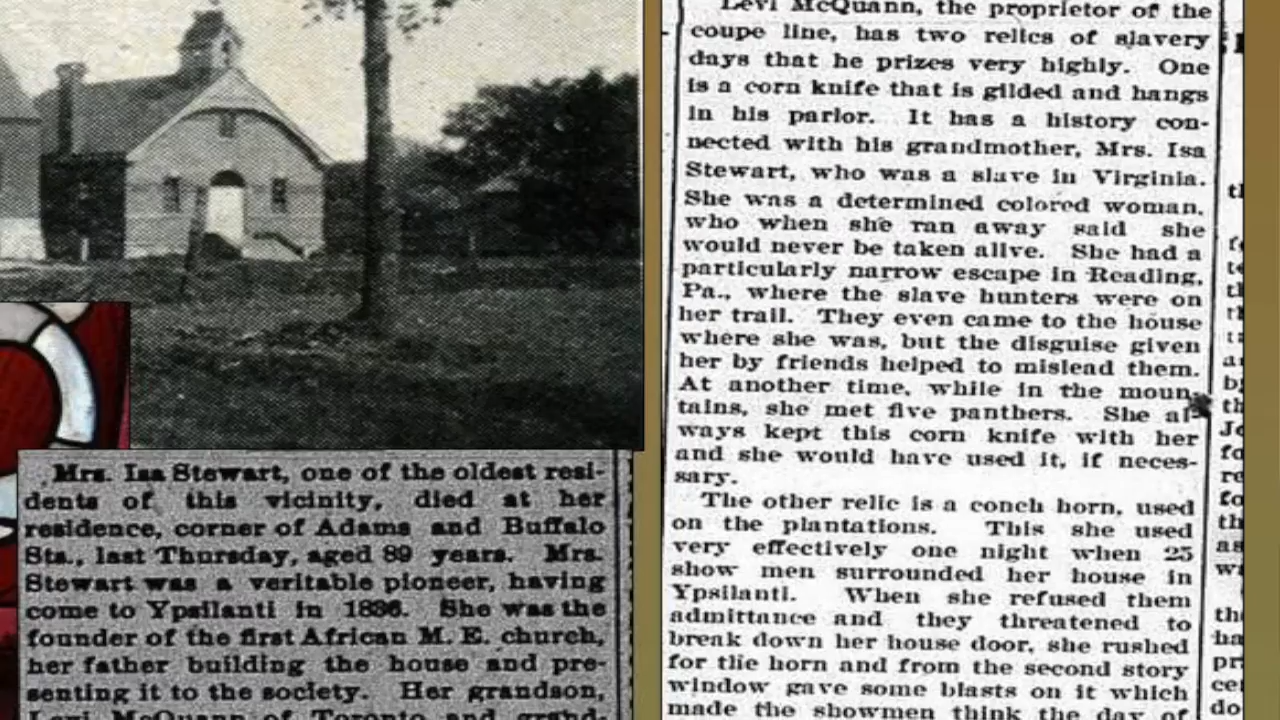 Levi McQuann, the proprietor of the
coupe line, has two relics of slavery
days that he prizes very highly. One
is a corn knife that is gilded and hangs
in his parlor. It has a history con-
nected with his grandmother, Mrs. Isa
Stewart, who was a slave in Virginia.
She was a determined colored woman,
who when she ran away said she
would never be taken alive. She had a
particularly narrow escape in Reading,
Pa., where the slave hunters were on
her trail. They even came to the house
where she was, but the disguise given
her by friends helped to mislead them.
At another time, while in the moun-
tains, she met five panthers. She al-
ways kept this corn knife with her
and she would have used it, if neces-
sary.
The other relic is a conch horn, used
on the plantations. This she used
very effectively one night when 25
show men surrounded her house in
Ypsilanti. When she refused them
admittance and they threatened to
break down her house door, she rushed
for the horn and from the second story
window gave some blasts on it which
made the showmen think the day of
Mrs. Isa Stewart, one of the oldest resi-
dents of this vicinity, died at her
residence, corner of Adams and Buffalo
Sts., last Thursday, aged 89 years. Mrs.
Stewart was a veritable pioneer, having
come to Ypsilanti in 1836. She was the
founder of the first African M. E. church,
her father building the house and pre-
senting it to the society. Her grandson,
Levi McQuann of Toronto and grand-